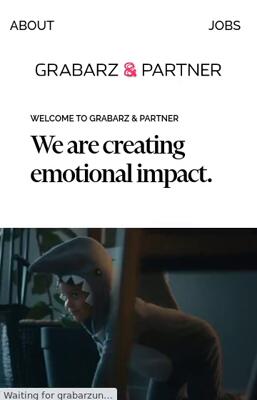 ABOUT JOBS
GRABARZ & PARTNER
WELCOME TO GRABARZ & PARTNER
We are creating
emotional impact.
Waiting for grabarzun...